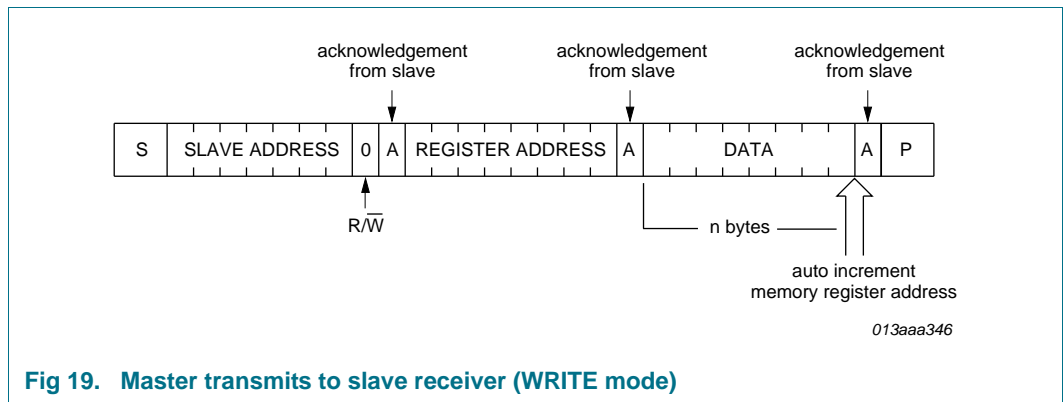 acknowledgement
from slave
acknowledgement
from slave
acknowledgement
from slave
S SLAVE ADDRESS 0 A REGISTER ADDRESS A DATA A P
R/W̅
n bytes
auto increment
memory register address
013aaa346
Fig 19. Master transmits to slave receiver (WRITE mode)